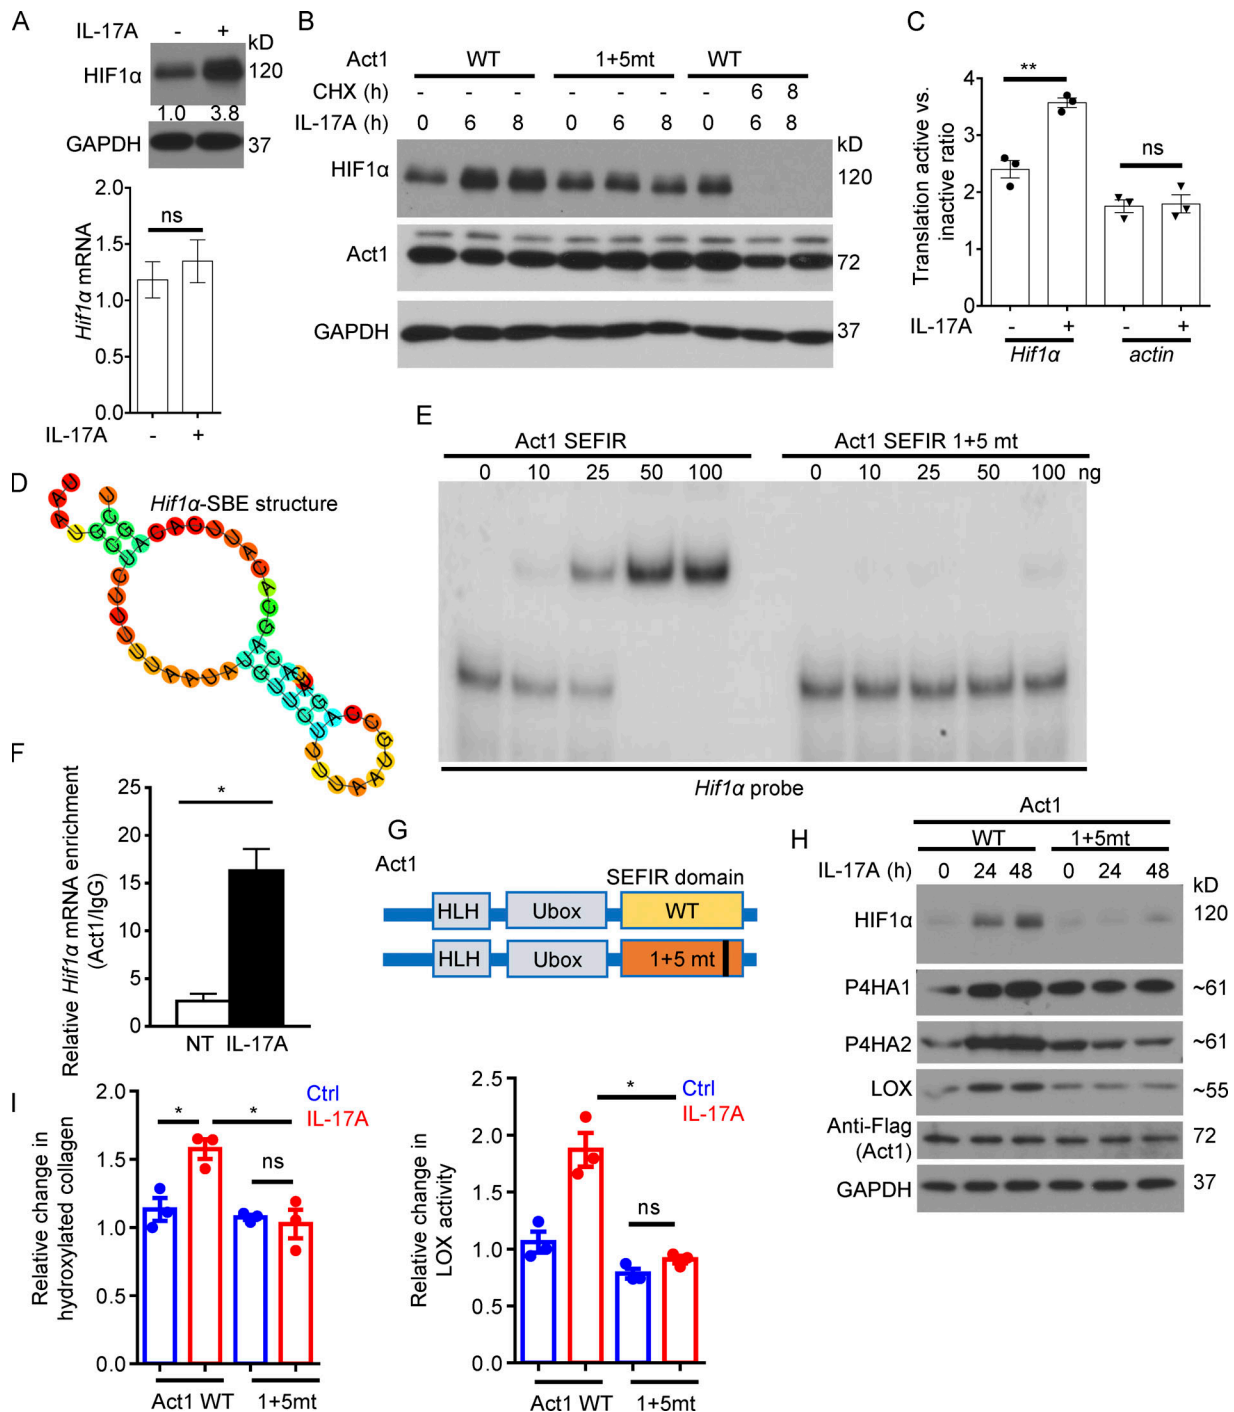 A
IL-17A - +
kD
HIF1α 120
1.0 3.8
GAPDH 37
2.0
ns
1.5
1.0
0.5
0.0
Hif1α mRNA
IL-17A - +
B
Act1 WT 1+5mt WT
CHX (h) - - - - - - - 6 8
IL-17A (h) 0 6 8 0 6 8 0 6 8
kD
HIF1α 120
Act1 72
GAPDH 37
C
Translation active vs.
inactive ratio
4
3
2
1
0
**
ns
IL-17A - + - +
Hif1α actin
D
Hif1α-SBE structure
E
Act1 SEFIR Act1 SEFIR 1+5 mt
0 10 25 50 100 0 10 25 50 100 ng
Hif1α probe
F
Relative Hif1α mRNA enrichment
(Act1/IgG)
25
20
15
10
5
0
*
NT IL-17A
G
Act1
SEFIR domain
HLH Ubox WT
HLH Ubox 1+5 mt
H
Act1
WT 1+5mt
IL-17A (h) 0 24 48 0 24 48
kD
HIF1α 120
P4HA1 ~61
P4HA2 ~61
LOX ~55
Anti-Flag
(Act1) 72
GAPDH 37
I
Relative change in
hydroxylated collagen
2.0
1.5
1.0
0.5
0.0
Ctrl
IL-17A
* *
ns
Act1 WT 1+5mt
Relative change in
LOX activity
2.5
2.0
1.5
1.0
0.5
0.0
Ctrl
IL-17A
*
ns
Act1 WT 1+5mt